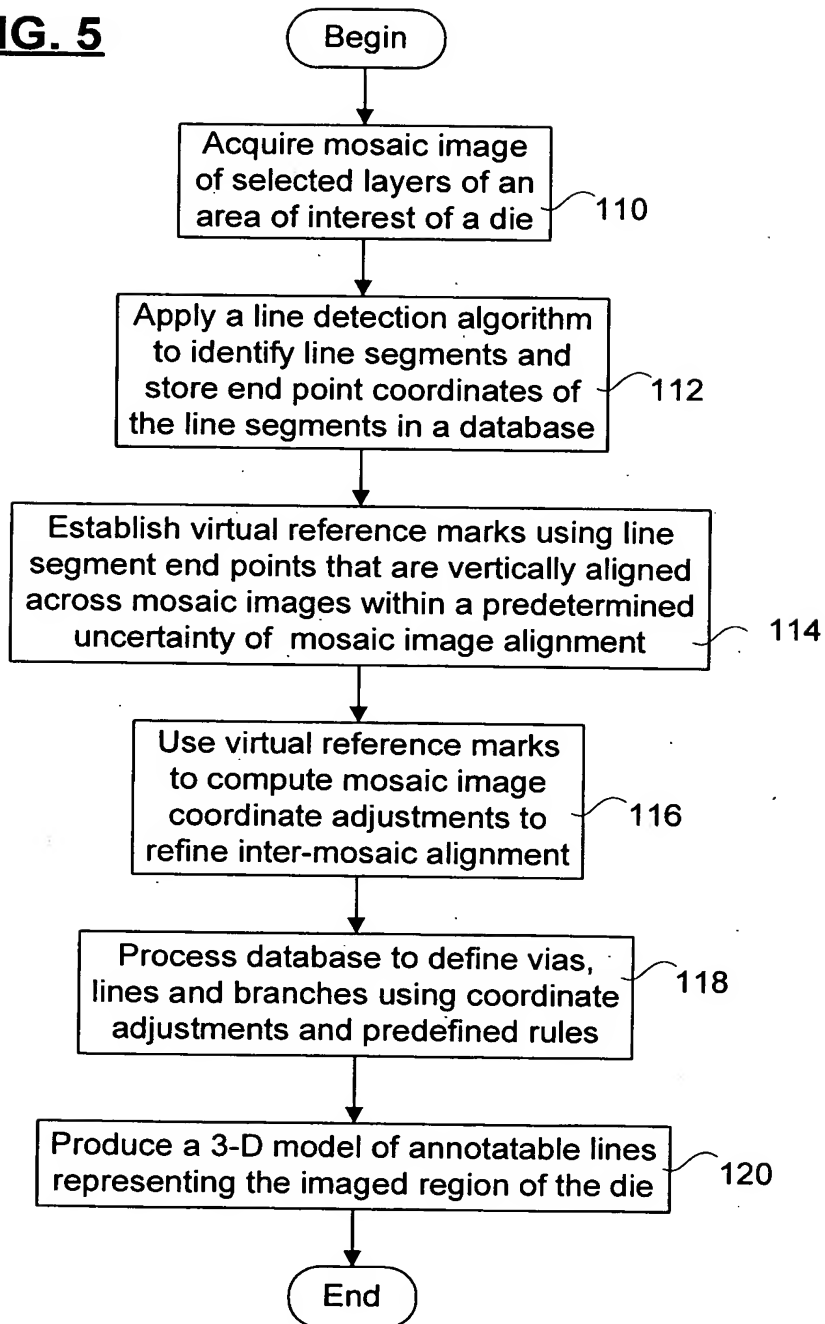 IG. 5
Begin
Acquire mosaic image
of selected layers of an
area of interest of a die
110
Apply a line detection algorithm
to identify line segments and
store end point coordinates of
the line segments in a database
112
Establish virtual reference marks using line
segment end points that are vertically aligned
across mosaic images within a predetermined
uncertainty of mosaic image alignment
114
Use virtual reference marks
to compute mosaic image
coordinate adjustments to
refine inter-mosaic alignment
116
Process database to define vias,
lines and branches using coordinate
adjustments and predefined rules
118
Produce a 3-D model of annotatable lines
representing the imaged region of the die
120
End